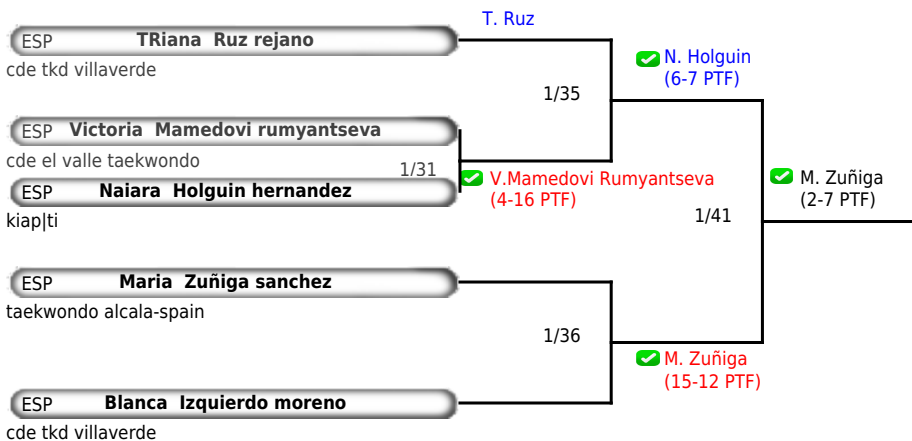 T. Ruz
ESP TRiana Ruz rejano
cde tkd villaverde
N. Holguin
(6-7 PTF)
1/35
ESP Victoria Mamedovi rumyantseva
cde el valle taekwondo
1/31
V.Mamedovi Rumyantseva
(4-16 PTF)
ESP Naiara Holguin hernandez
kiap|ti
M. Zuñiga
(2-7 PTF)
1/41
ESP Maria Zuñiga sanchez
taekwondo alcala-spain
1/36
M. Zuñiga
(15-12 PTF)
ESP Blanca Izquierdo moreno
cde tkd villaverde